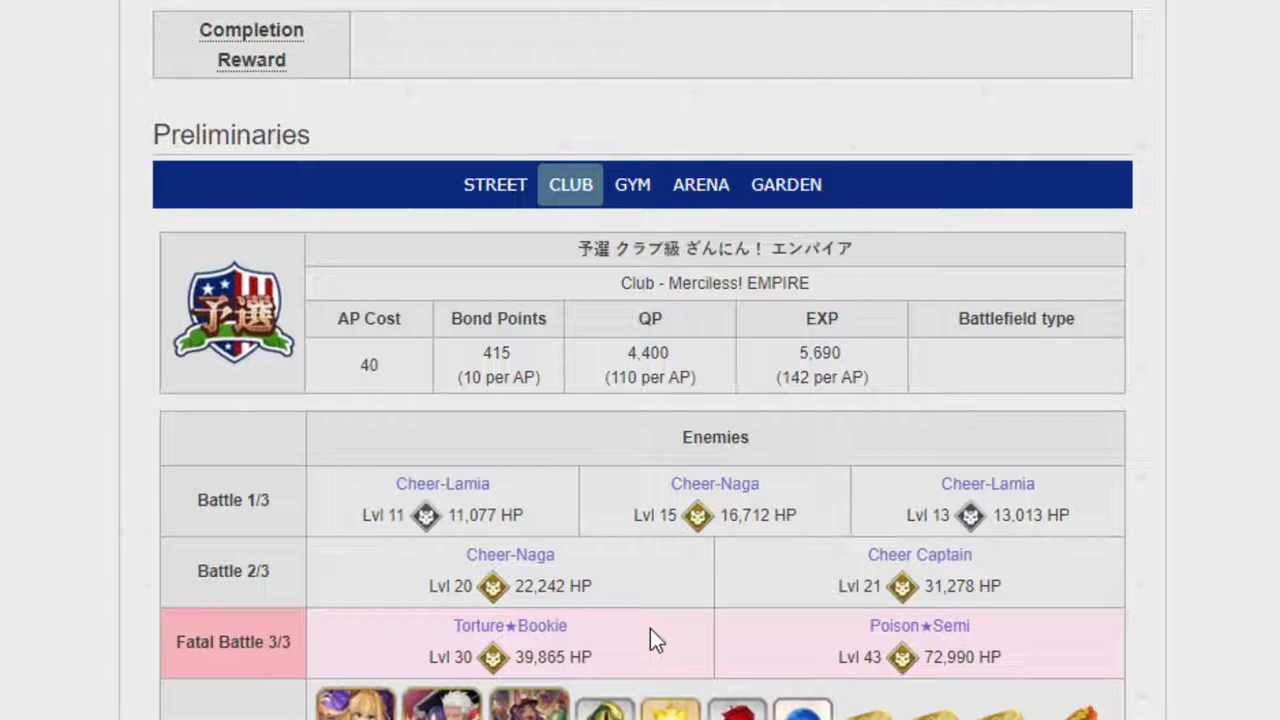 Completion
Reward
Preliminaries
STREET CLUB GYM ARENA GARDEN
予選
予選 クラブ級 ざんにん！ エンパイア
Club - Merciless! EMPIRE
AP Cost Bond Points QP EXP Battlefield type
40
415 4,400 5,690
(10 per AP) (110 per AP) (142 per AP)
Enemies
Battle 1/3
Cheer-Lamia Cheer-Naga Cheer-Lamia
Lvl 11 11,077 HP Lvl 15 16,712 HP Lvl 13 13,013 HP
Battle 2/3
Cheer-Naga Cheer Captain
Lvl 20 22,242 HP Lvl 21 31,278 HP
Fatal Battle 3/3
Torture★Bookie Poison★Semi
Lvl 30 39,865 HP Lvl 43 72,990 HP